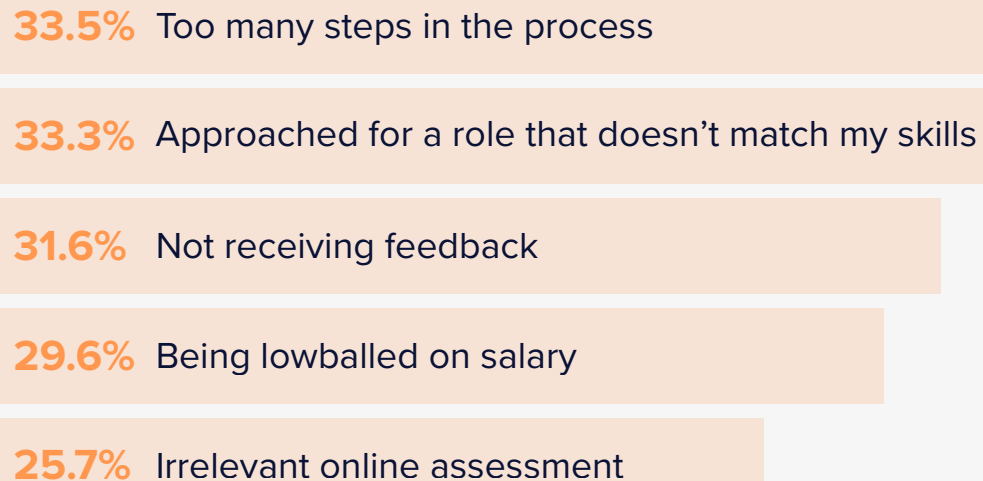 33.5% Too many steps in the process
33.3% Approached for a role that doesn’t match my skills
31.6% Not receiving feedback
29.6% Being lowballed on salary
25.7% Irrelevant online assessment